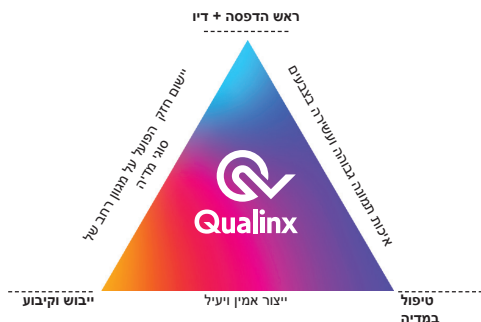 ראש הדפסה + דיו
יישום חזק הפועל על מגוון רחב של
סוגי מדיה
איכות תמונה גבוהה ועשירה בצבעים
Qualinx
ייבוש וקיבוע
ייצור אמין ויעיל
טיפול
במדיה